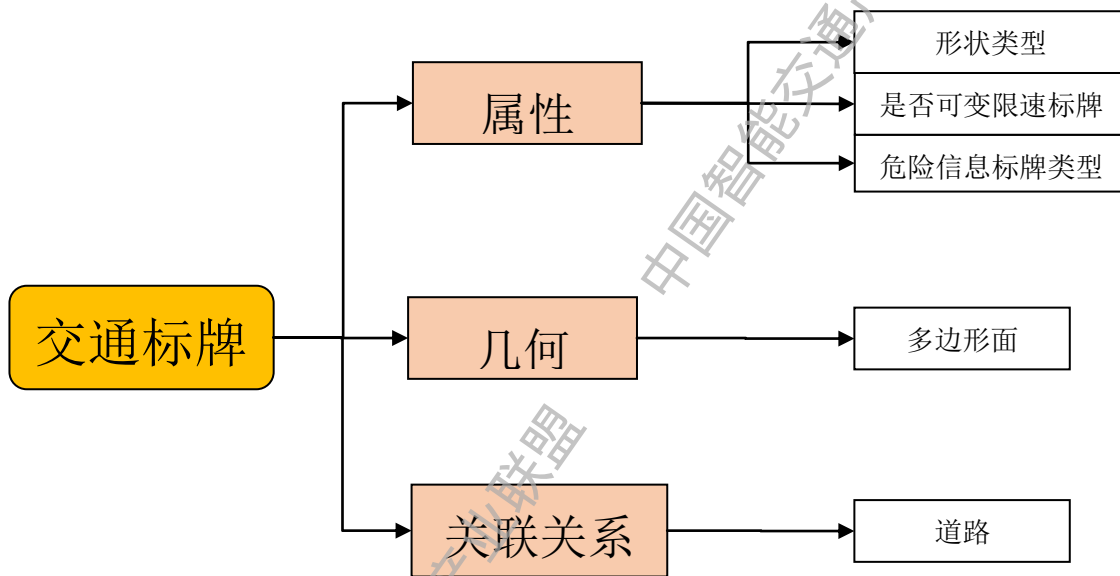 形状类型
属性
是否可变限速标牌
危险信息标牌类型
交通标牌
几何
多边形面
关联关系
道路
中国智能交通
产业联盟